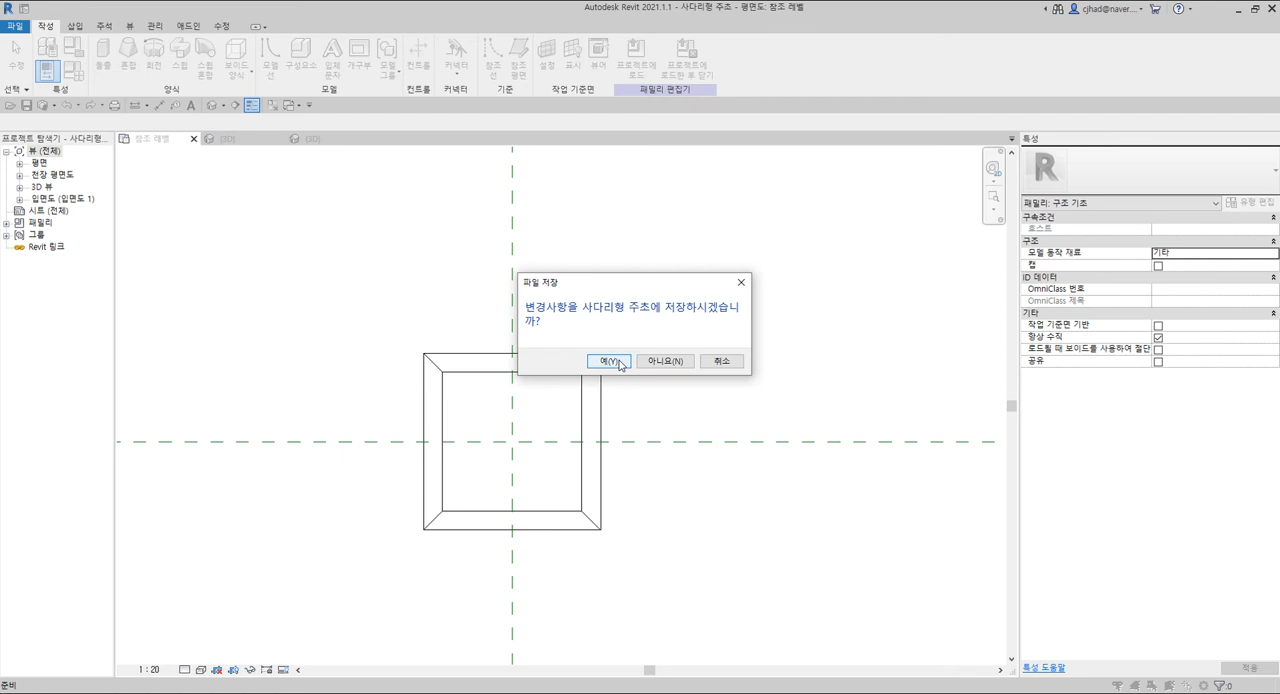 Autodesk Revit 2021.1.1 - 사다리형 주초 - 평면도: 참조 레벨
cjhad@naver....
파일 작성 삽입 주석 뷰 관리 애드인 수정
수정
돌출 혼합 회전 스윕 스윕 혼합 보이드 양식
모델 선 구성요소 모델 문자 개구부 모델 그룹
컨트롤 커넥터
참조 선 참조 평면
설정 표시 뷰어
프로젝트에 로드 프로젝트에 로드한 후 닫기
선택 특성 양식 모델 컨트롤 커넥터 기준 작업 기준면 패밀리 편집기
프로젝트 탐색기 - 사다리형...
참조 레벨
{3D}
{3D}
특성
뷰 (전체)
평면
천장 평면도
3D 뷰
입면도 (입면도 1)
시트 (전체)
패밀리
그룹
Revit 링크
2D
파일 저장
변경사항을 사다리형 주초에 저장하시겠습니
까?
예(Y) 아니요(N) 취소
R
패밀리: 구조 기초
유형 편집
구속조건
호스트
구조
모델 동작 재료 기타
캡
ID 데이터
OmniClass 번호
OmniClass 제목
기타
작업 기준면 기반
항상 수직
로드될 때 보이드를 사용하여 절단
공유
특성 도움말
적용
1 : 20
준비
:0